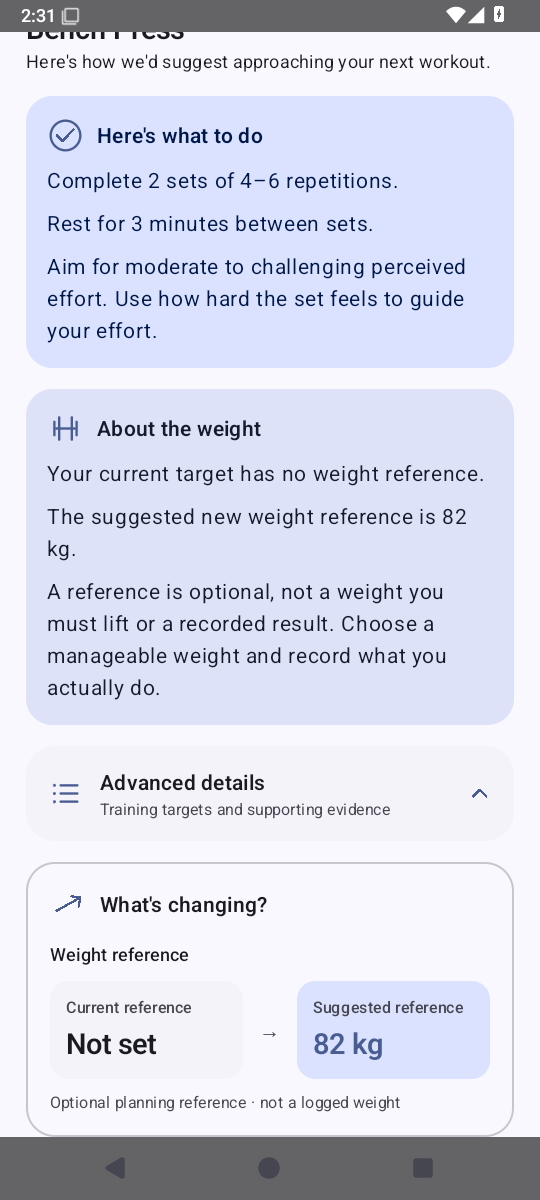 2:31
Bench Press
Here's how we'd suggest approaching your next workout.
Here's what to do
Complete 2 sets of 4–6 repetitions.
Rest for 3 minutes between sets.
Aim for moderate to challenging perceived
effort. Use how hard the set feels to guide
your effort.
About the weight
Your current target has no weight reference.
The suggested new weight reference is 82
kg.
A reference is optional, not a weight you
must lift or a recorded result. Choose a
manageable weight and record what you
actually do.
Advanced details
Training targets and supporting evidence
What's changing?
Weight reference
Current reference
Not set
→
Suggested reference
82 kg
Optional planning reference · not a logged weight